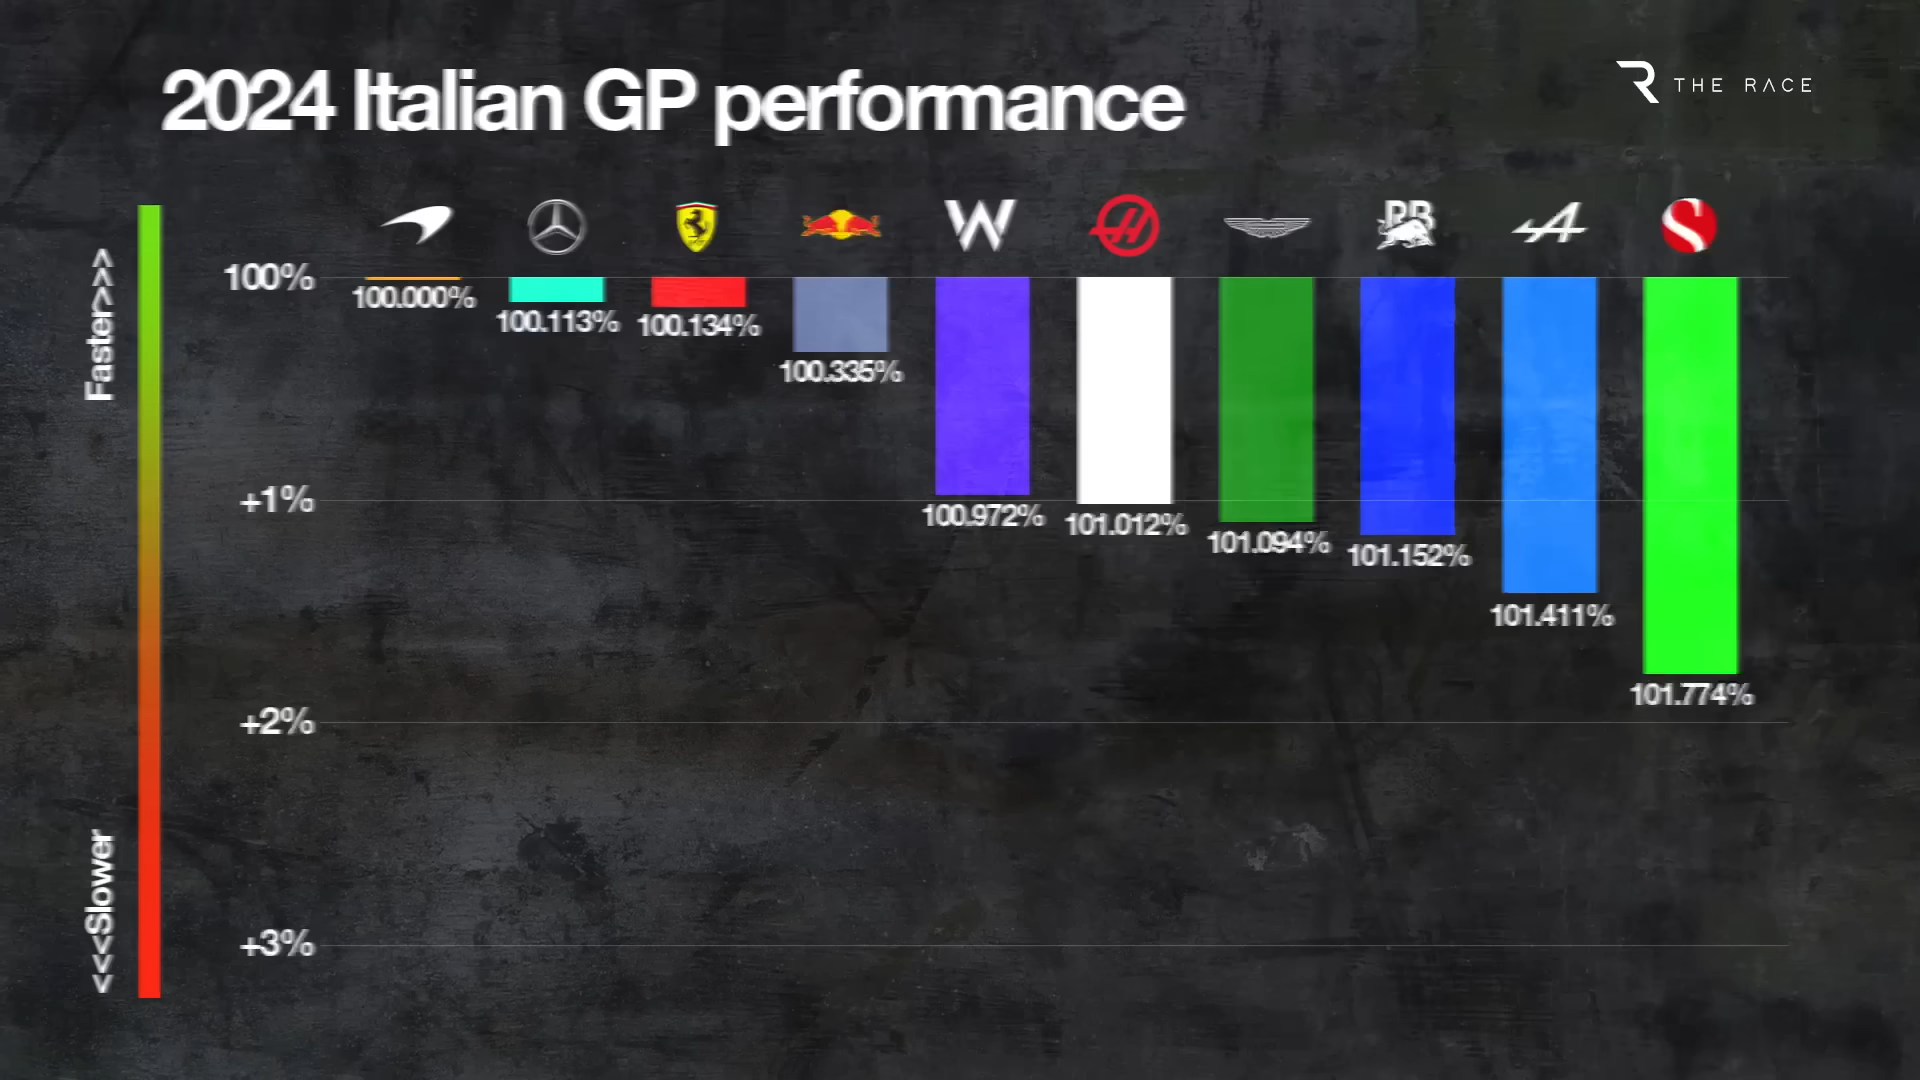 2024 Italian GP performance
THE RACE
Faster>>>
<<<Slower
100%
+1%
+2%
+3%
RB
100.000%
100.113%
100.134%
100.335%
100.972%
101.012%
101.094%
101.152%
101.411%
101.774%